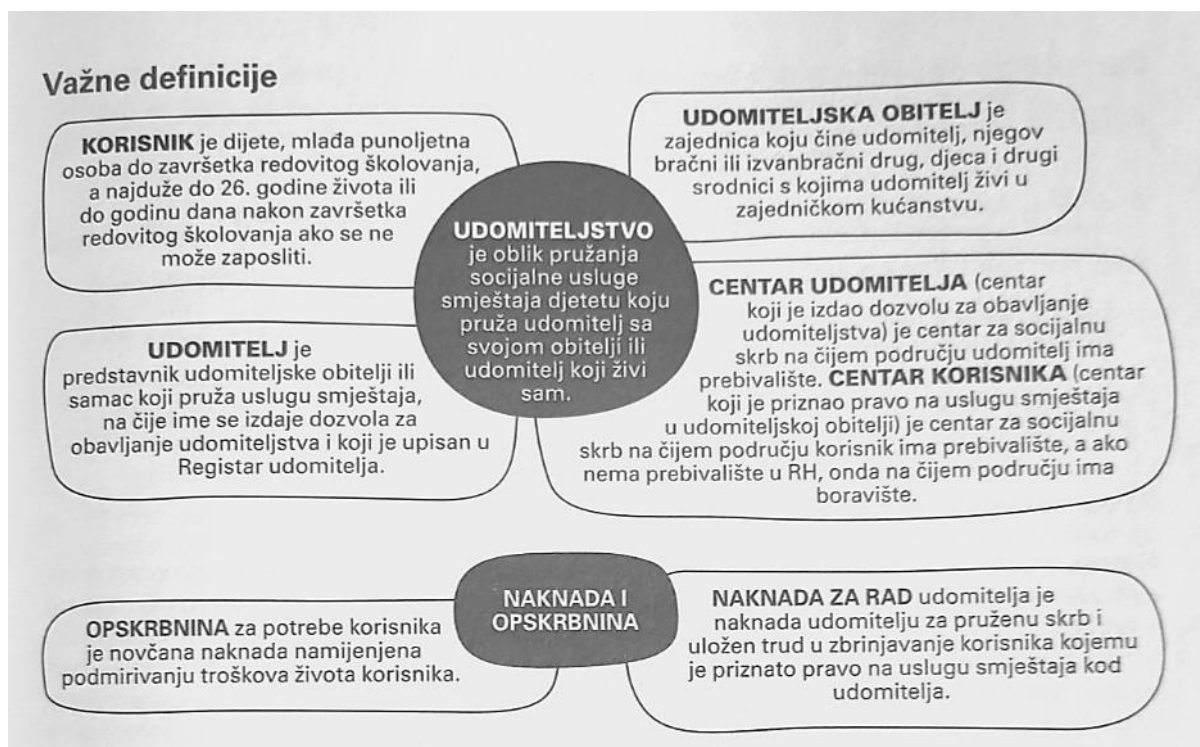 Važne definicije
KORISNIK je dijete, mlađa punoljetna
osoba do završetka redovitog školovanja,
a najduže do 26. godine života ili
do godinu dana nakon završetka
redovitog školovanja ako se ne
može zaposliti.
UDOMITELJSKA OBITELJ je
zajednica koju čine udomitelj, njegov
bračni ili izvanbračni drug, djeca i drugi
srodnici s kojima udomitelj živi u
zajedničkom kućanstvu.
UDOMITELJSTVO
je oblik pružanja
socijalne usluge
smještaja djetetu koju
pruža udomitelj sa
svojom obitelji ili
udomitelj koji živi
sam.
UDOMITELJ je
predstavnik udomiteljske obitelji ili
samac koji pruža uslugu smještaja,
na čije ime se izdaje dozvola za
obavljanje udomiteljstva i koji je upisan u
Registar udomitelja.
CENTAR UDOMITELJA (centar
koji je izdao dozvolu za obavljanje
udomiteljstva) je centar za socijalnu
skrb na čijem području udomitelj ima
prebivalište. CENTAR KORISNIKA (centar
koji je priznao pravo na uslugu smještaja
u udomiteljskoj obitelji) je centar za socijalnu
skrb na čijem području korisnik ima prebivalište, a ako
nema prebivalište u RH, onda na čijem području ima
boravište.
NAKNADA I
OPSKRBNINA
OPSKRBNINA za potrebe korisnika
je novčana naknada namijenjena
podmirivanju troškova života korisnika.
NAKNADA ZA RAD udomitelja je
naknada udomitelju za pruženu skrb i
uložen trud u zbrinjavanje korisnika kojemu
je priznato pravo na uslugu smještaja kod
udomitelja.